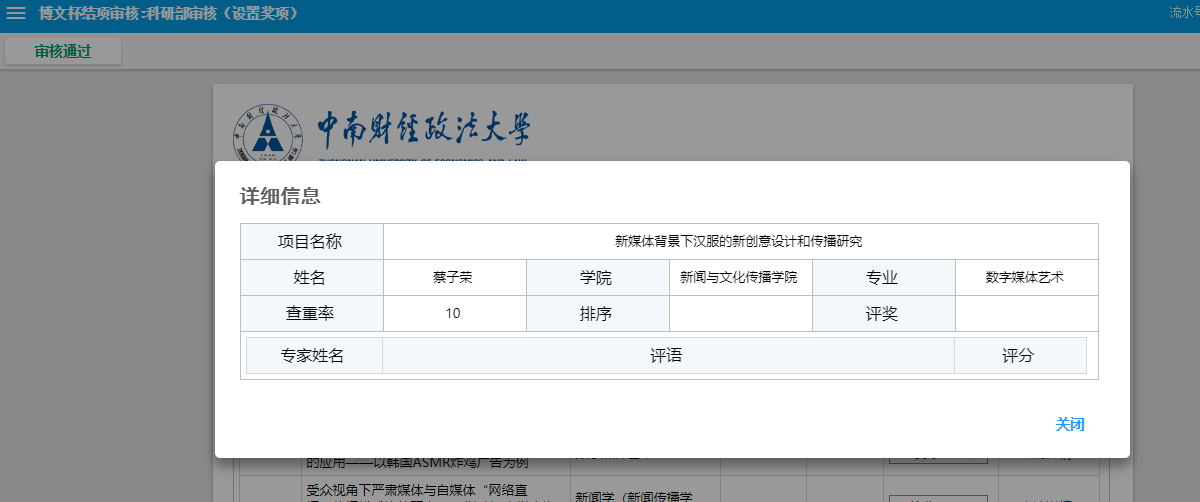 博文杯结项审核:科研部审核（设置奖项）
流水号
审核通过
中南财经政法大学
ZHONGNAN UNIVERSITY OF ECONOMICS AND LAW
详细信息
项目名称 新媒体背景下汉服的新创意设计和传播研究
姓名 蔡子荣 学院 新闻与文化传播学院 专业 数字媒体艺术
查重率 10 排序 评奖
专家姓名 评语 评分
关闭
的应用——以韩国ASMR炸鸡广告为例
受众视角下严肃媒体与自媒体“网络直
新闻学（新闻传播学